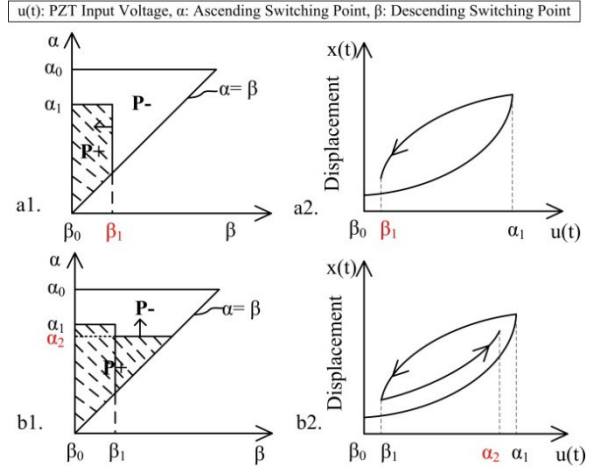 u(t): PZT Input Voltage, α: Ascending Switching Point, β: Descending Switching Point
α
α₀
α₁
P-
P+
α= β
a1.
β₀
β₁
β
x(t)
Displacement
a2.
β₀
β₁
α₁
u(t)
α
α₀
α₁
α₂
P-
P+
α= β
b1.
β₀
β₁
β
x(t)
Displacement
b2.
β₀
β₁
α₂
α₁
u(t)